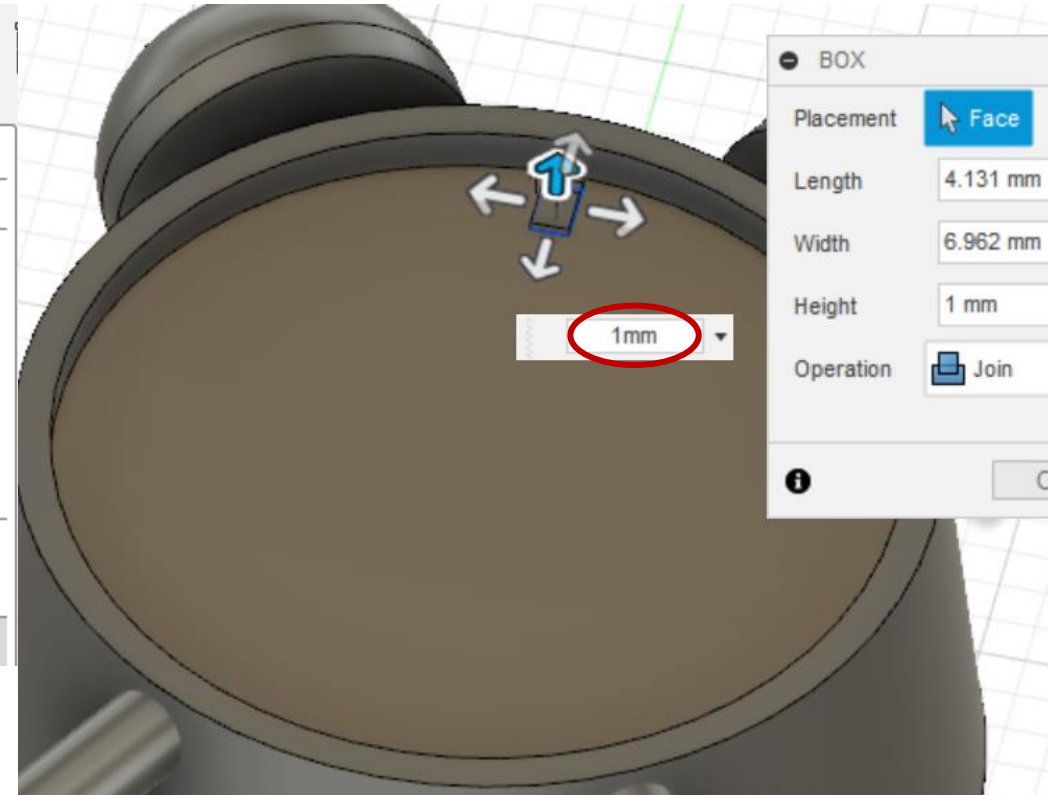 BOX
Placement Face
Length 4.131 mm
Width 6.962 mm
Height 1 mm
1mm
Operation Join